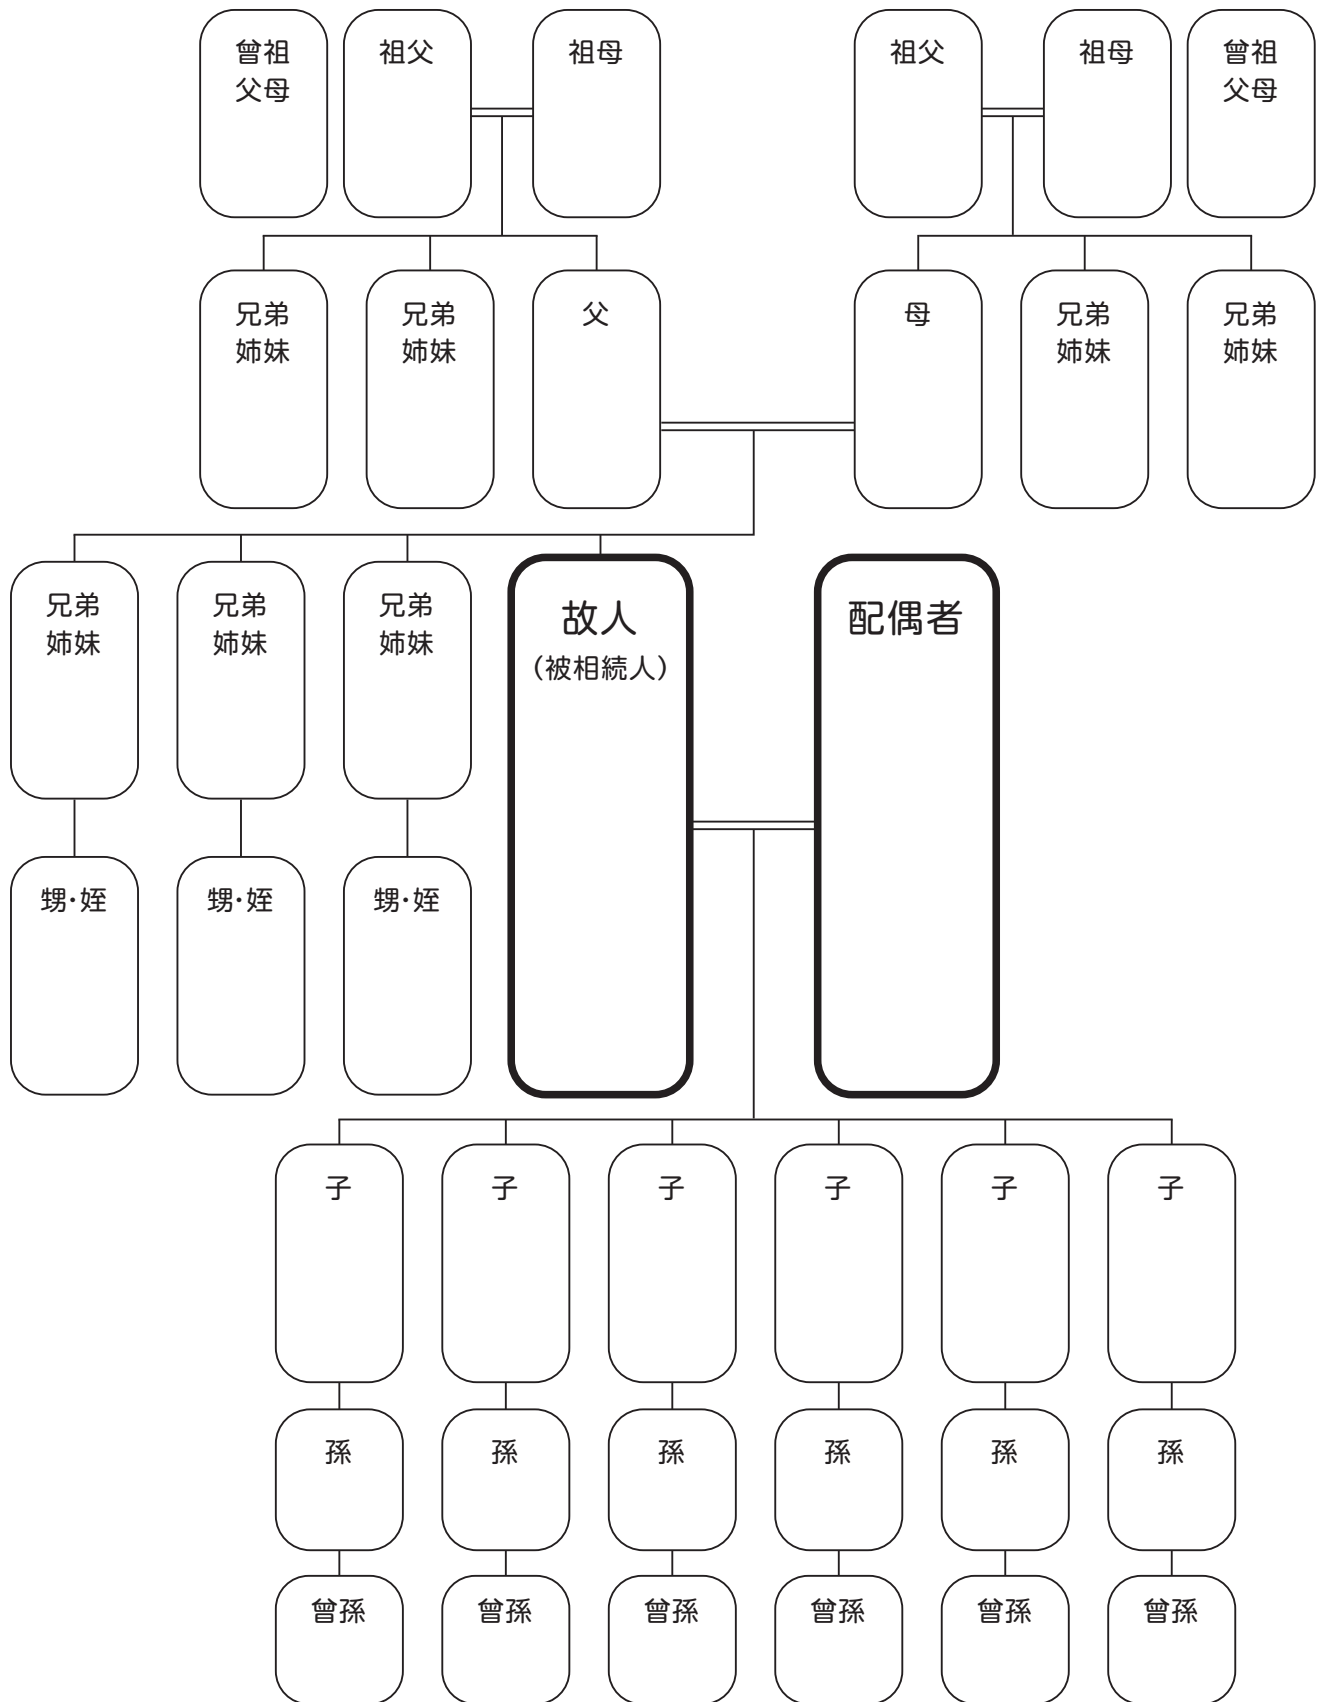 曾祖
父母
祖父
祖母
祖父
祖母
曾祖
父母
兄弟
姉妹
兄弟
姉妹
父
母
兄弟
姉妹
兄弟
姉妹
兄弟
姉妹
兄弟
姉妹
兄弟
姉妹
故人
（被相続人）
配偶者
甥・姪
甥・姪
甥・姪
子
子
子
子
子
子
孫
孫
孫
孫
孫
孫
曾孫
曾孫
曾孫
曾孫
曾孫
曾孫